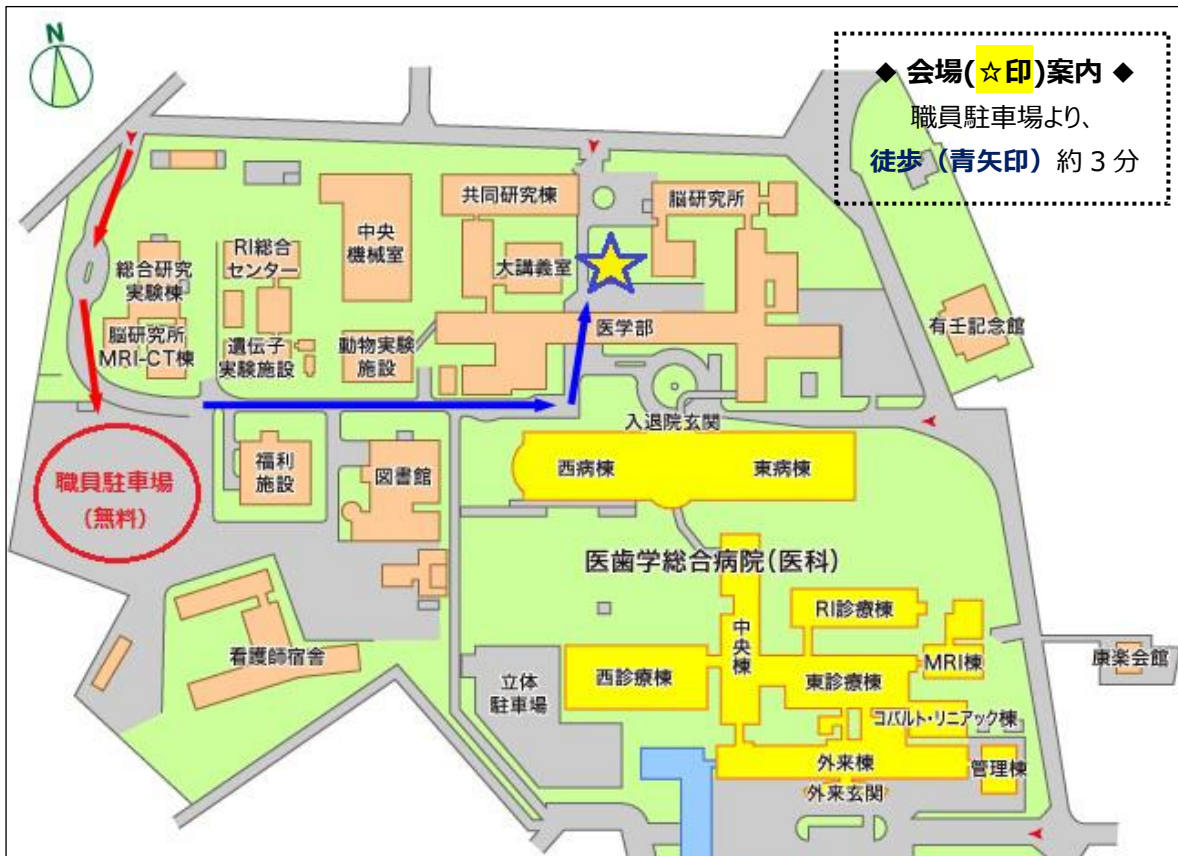 N
◆ 会場(☆印)案内 ◆
職員駐車場より、
徒歩（青矢印）約３分
共同研究棟
脳研究所
中央
機械室
RI総合
センター
大講義室
総合研究
実験棟
脳研究所
MRI-CT棟
遺伝子
実験施設
動物実験
施設
医学部
有壬記念館
入退院玄関
西病棟
東病棟
職員駐車場
(無料)
福利
施設
図書館
医歯学総合病院(医科)
RI診療棟
中央棟
看護師宿舎
立体
駐車場
西診療棟
東診療棟
MRI棟
康楽会館
コバルト・リニアック棟
外来棟
管理棟
外来玄関